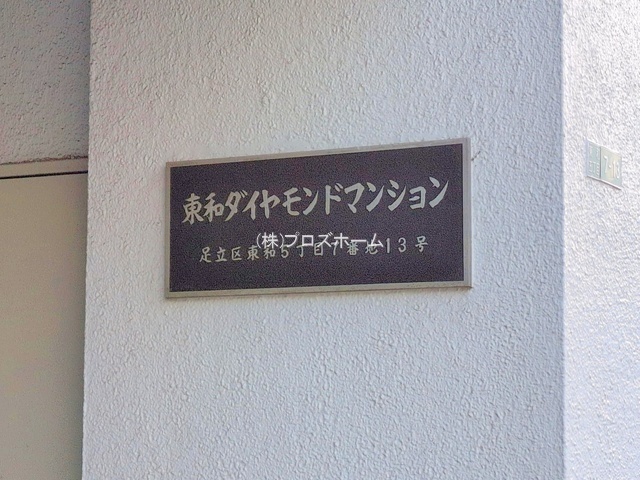 東和ダイヤモンドマンション
(株)プロズホーム
足立区東和5丁目7番地13号